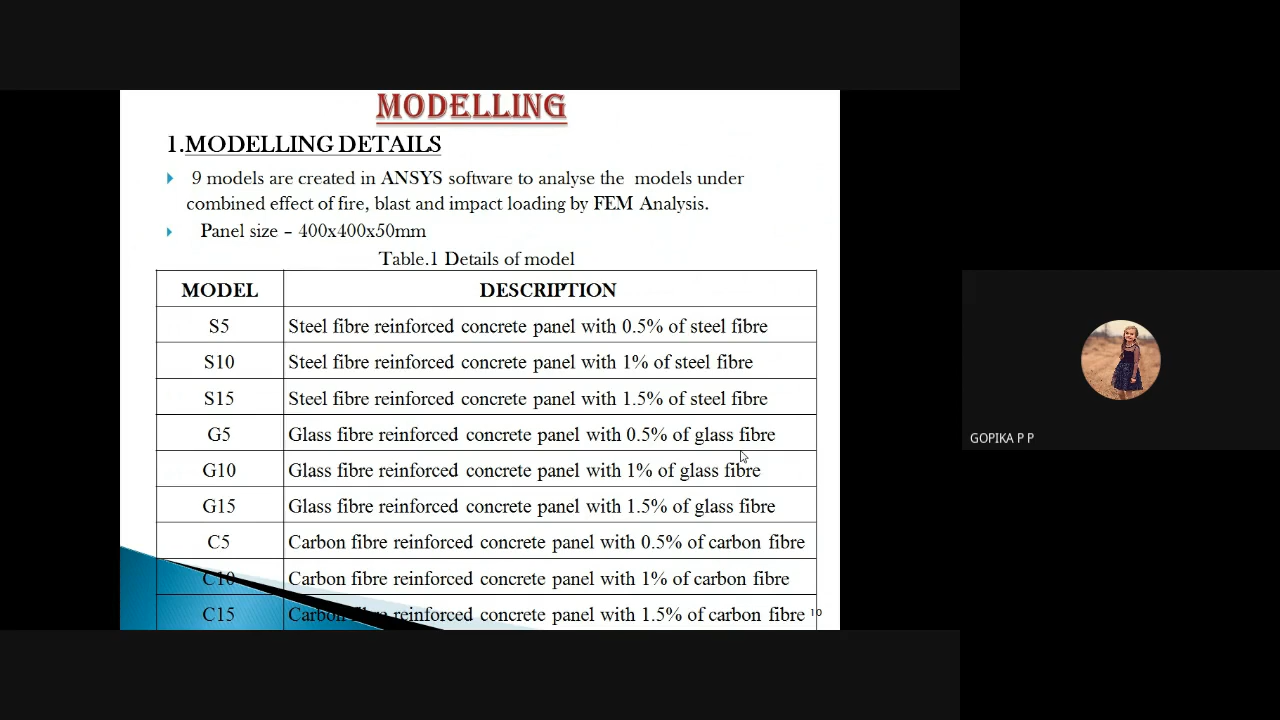 MODELLING
1.MODELLING DETAILS
9 models are created in ANSYS software to analyse the models under
combined effect of fire, blast and impact loading by FEM Analysis.
Panel size – 400x400x50mm
Table.1 Details of model
MODEL DESCRIPTION
S5 Steel fibre reinforced concrete panel with 0.5% of steel fibre
S10 Steel fibre reinforced concrete panel with 1% of steel fibre
S15 Steel fibre reinforced concrete panel with 1.5% of steel fibre
G5 Glass fibre reinforced concrete panel with 0.5% of glass fibre
G10 Glass fibre reinforced concrete panel with 1% of glass fibre
G15 Glass fibre reinforced concrete panel with 1.5% of glass fibre
C5 Carbon fibre reinforced concrete panel with 0.5% of carbon fibre
C10 Carbon fibre reinforced concrete panel with 1% of carbon fibre
C15 Carbon fibre reinforced concrete panel with 1.5% of carbon fibre
10
GOPIKA P P